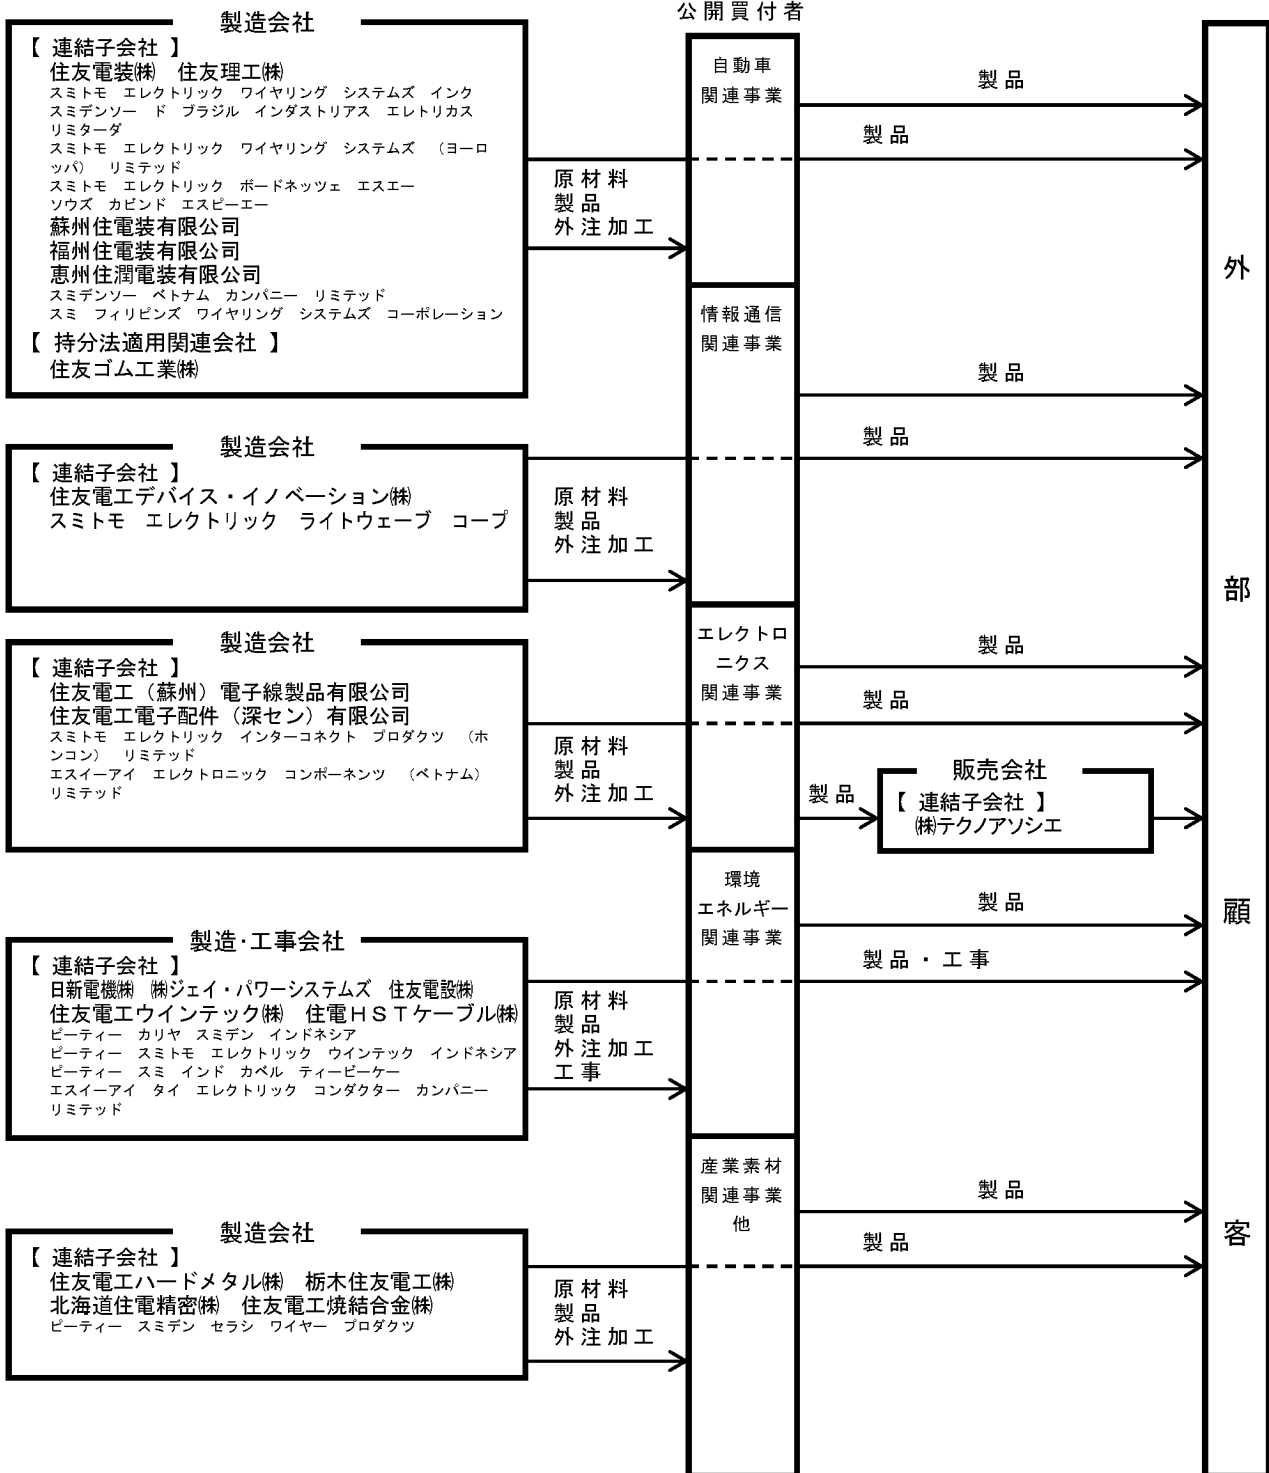 公開買付者
製造会社
【 連結子会社 】
住友電装㈱　住友理工㈱
スミトモ　エレクトリック　ワイヤリング　システムズ　インク
スミデンソー　ド　ブラジル　インダストリアス　エレトリカス
リミターダ
スミトモ　エレクトリック　ワイヤリング　システムズ　（ヨーロ
ッパ）　リミテッド
スミトモ　エレクトリック　ボードネッツェ　エスエー
ソウズ　カビンド　エスピーエー
蘇州住電装有限公司
福州住電装有限公司
恵州住潤電装有限公司
スミデンソー　ベトナム　カンパニー　リミテッド
スミ　フィリピンズ　ワイヤリング　システムズ　コーポレーション
【 持分法適用関連会社 】
住友ゴム工業㈱
原材料
製品
外注加工
自動車
関連事業
製品
製品
製造会社
【 連結子会社 】
住友電工デバイス・イノベーション㈱
スミトモ　エレクトリック　ライトウェーブ　コープ
原材料
製品
外注加工
情報通信
関連事業
製品
製品
製造会社
【 連結子会社 】
住友電工（蘇州）電子線製品有限公司
住友電工電子配件（深セン）有限公司
スミトモ　エレクトリック　インターコネクト　プロダクツ　（ホ
ンコン）　リミテッド
エスイーアイ　エレクトロニック　コンポーネンツ　（ベトナム）
リミテッド
原材料
製品
外注加工
エレクトロ
ニクス
関連事業
製品
製品
製品
販売会社
【 連結子会社 】
㈱テクノアソシエ
製造・工事会社
【 連結子会社 】
日新電機㈱　㈱ジェイ・パワーシステムズ　住友電設㈱
住友電工ウインテック㈱　住電ＨＳＴケーブル㈱
ピーティー　カリヤ　スミデン　インドネシア
ピーティー　スミトモ　エレクトリック　ウインテック　インドネシア
ピーティー　スミ　インド　カベル　ティービーケー
エスイーアイ　タイ　エレクトリック　コンダクター　カンパニー
リミテッド
原材料
製品
外注加工
工事
環境
エネルギー
関連事業
製品
製品・工事
製造会社
【 連結子会社 】
住友電工ハードメタル㈱　栃木住友電工㈱
北海道住電精密㈱　住友電工焼結合金㈱
ピーティー　スミデン　セラシ　ワイヤー　プロダクツ
原材料
製品
外注加工
産業素材
関連事業
他
製品
製品
外部顧客